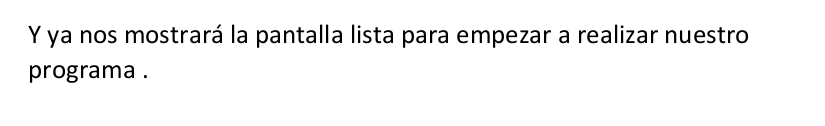 Y ya nos mostrará la pantalla lista para empezar a realizar nuestro
programa .